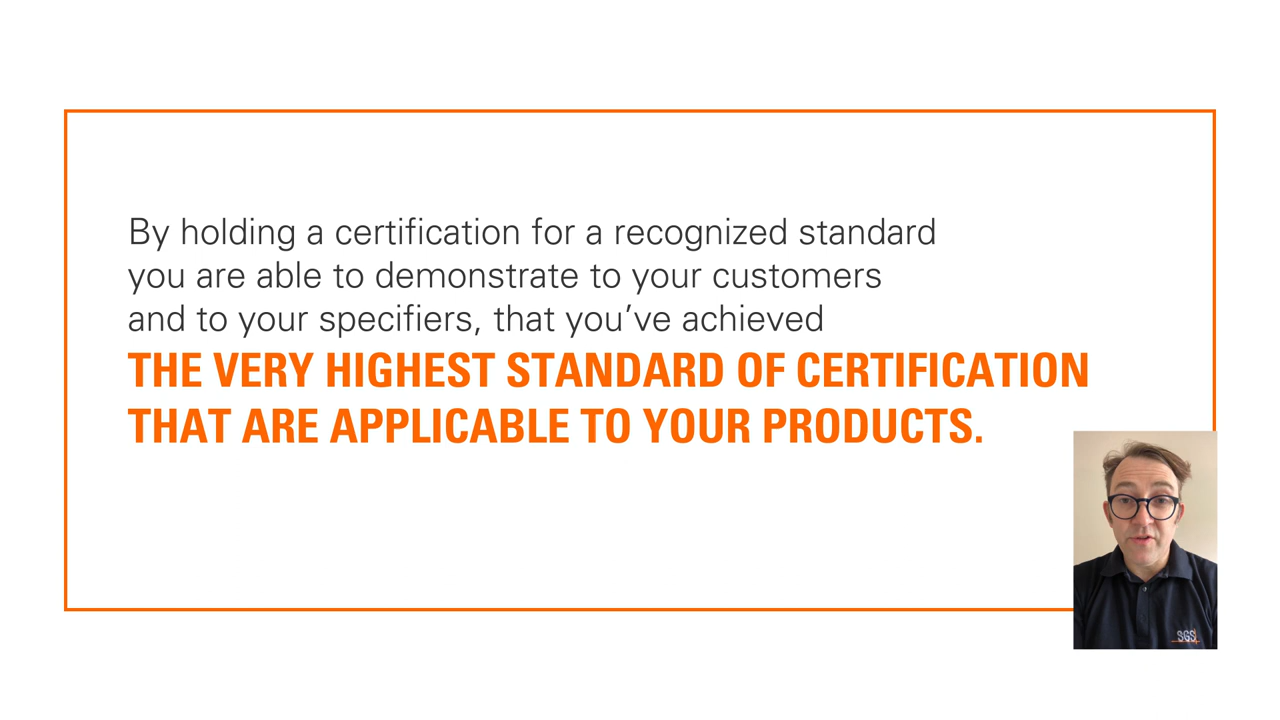 By holding a certification for a recognized standard
you are able to demonstrate to your customers
and to your specifiers, that you’ve achieved
THE VERY HIGHEST STANDARD OF CERTIFICATION
THAT ARE APPLICABLE TO YOUR PRODUCTS.
SGS